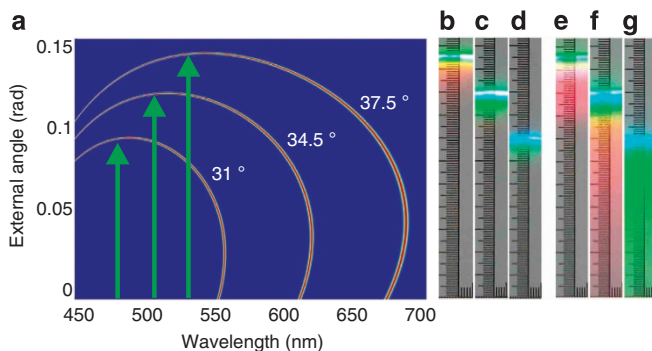 a
b c d e f g
0.15
0.1
0.05
0
External angle (rad)
37.5 °
34.5 °
31 °
450 500 550 600 650 700
Wavelength (nm)